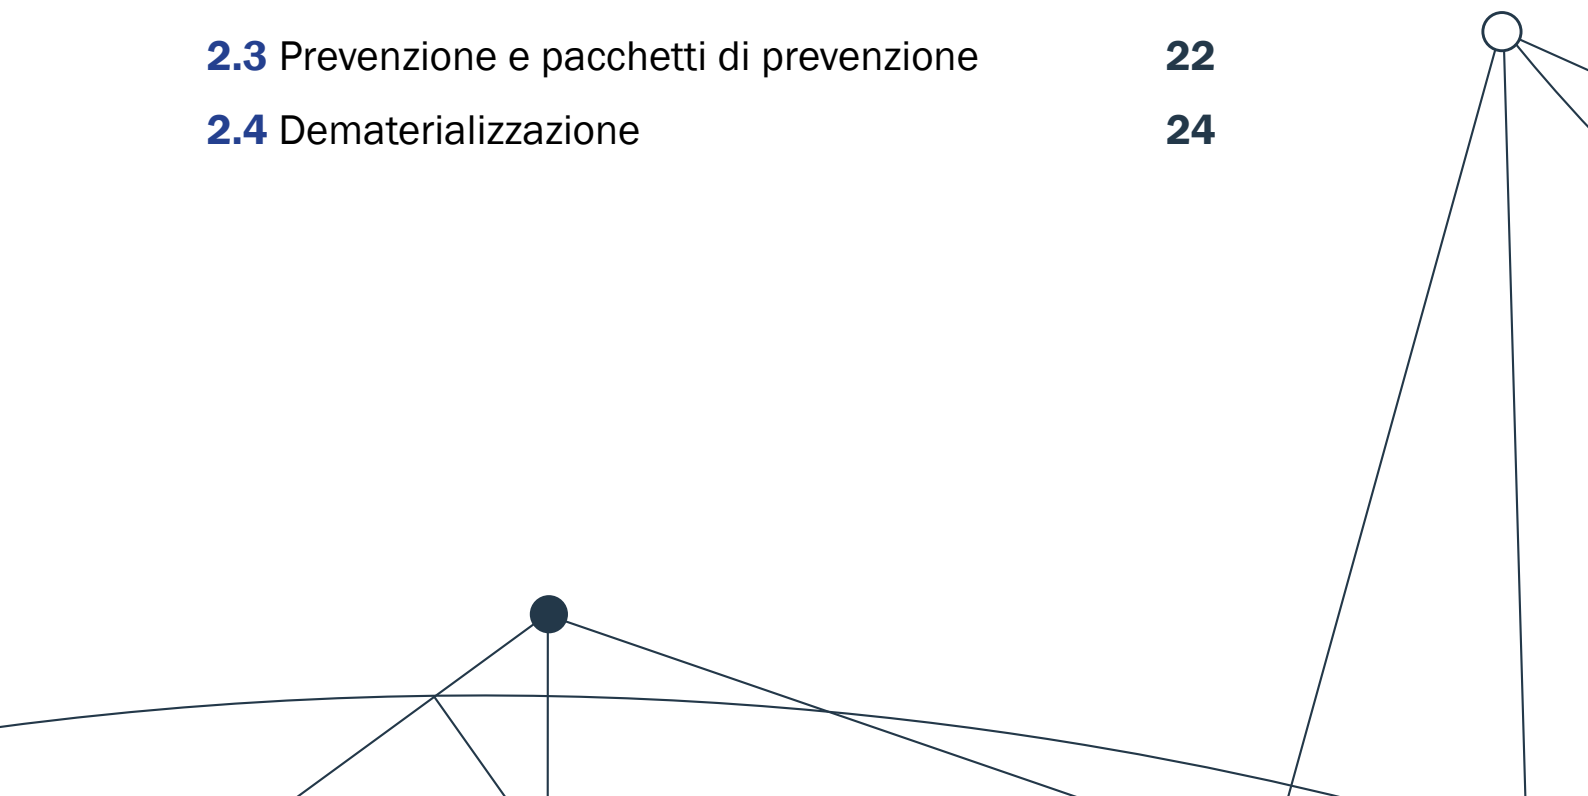 2.3 Prevenzione e pacchetti di prevenzione 22
2.4 Dematerializzazione 24